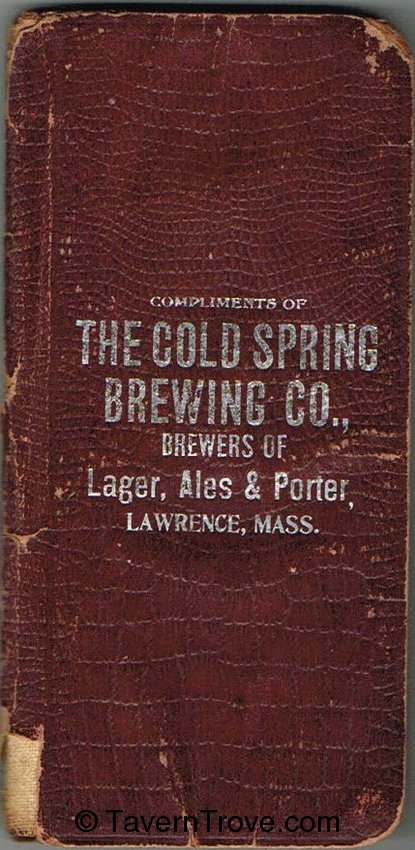 COMPLIMENTS OF
THE COLD SPRING
BREWING CO.,
BREWERS OF
Lager, Ales & Porter,
LAWRENCE, MASS.
© TavernTrove.com